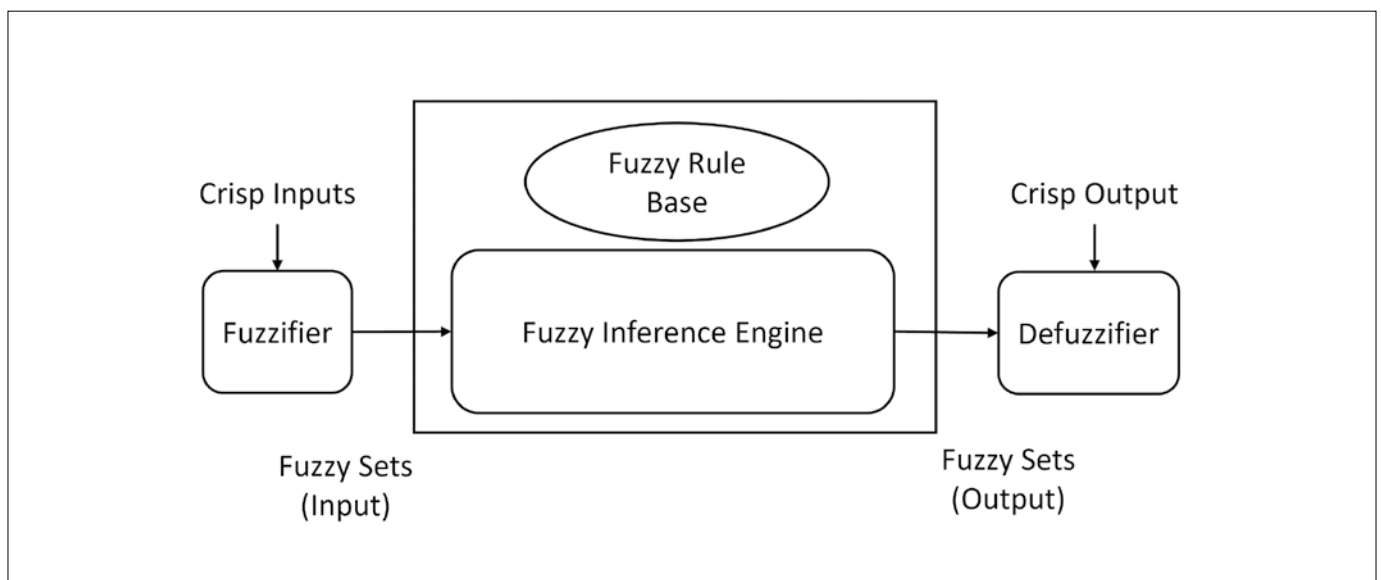 Fuzzy Rule
Base
Crisp Inputs
Crisp Output
Fuzzifier
Fuzzy Inference Engine
Defuzzifier
Fuzzy Sets
(Input)
Fuzzy Sets
(Output)